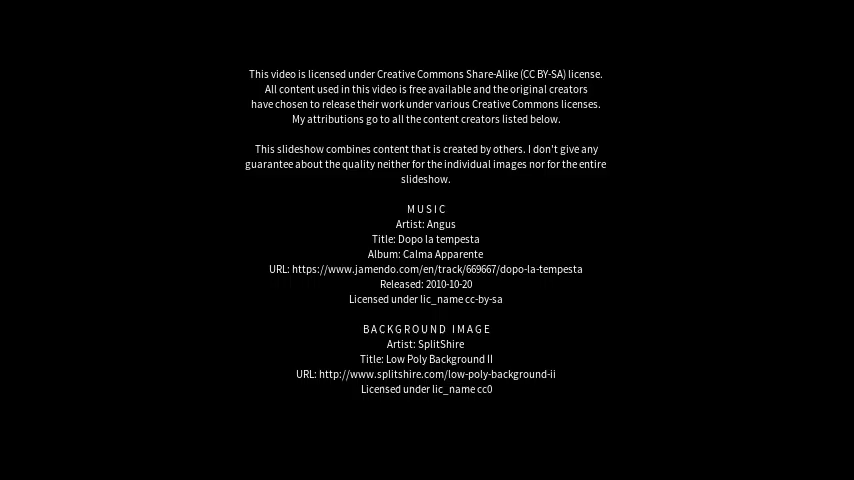 This video is licensed under Creative Commons Share-Alike (CC BY-SA) license.
All content used in this video is free available and the original creators
have chosen to release their work under various Creative Commons licenses.
My attributions go to all the content creators listed below.
This slideshow combines content that is created by others. I don't give any
guarantee about the quality neither for the individual images nor for the entire
slideshow.
MUSIC
Artist: Angus
Title: Dopo la tempesta
Album: Calma Apparente
URL: https://www.jamendo.com/en/track/669667/dopo-la-tempesta
Released: 2010-10-20
Licensed under lic_name cc-by-sa
BACKGROUND IMAGE
Artist: SplitShire
Title: Low Poly Background II
URL: http://www.splitshire.com/low-poly-background-ii
Licensed under lic_name cc0